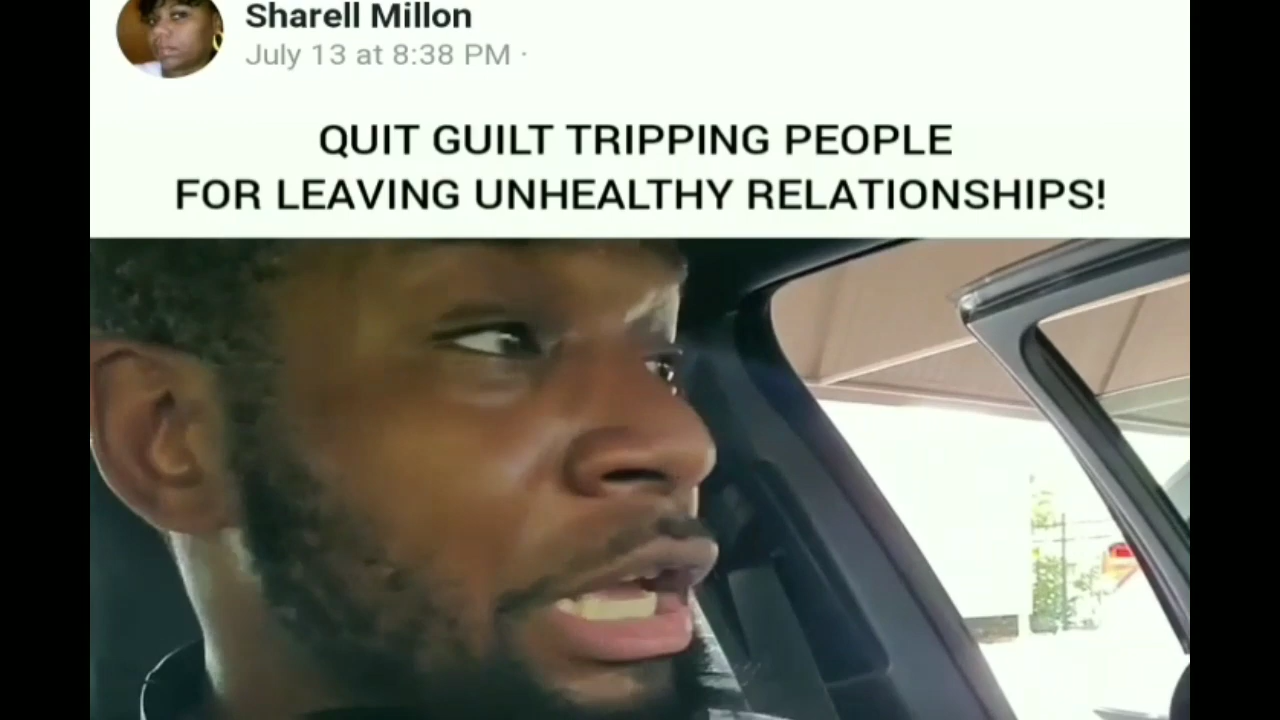 Sharell Millon
July 13 at 8:38 PM ·
QUIT GUILT TRIPPING PEOPLE
FOR LEAVING UNHEALTHY RELATIONSHIPS!